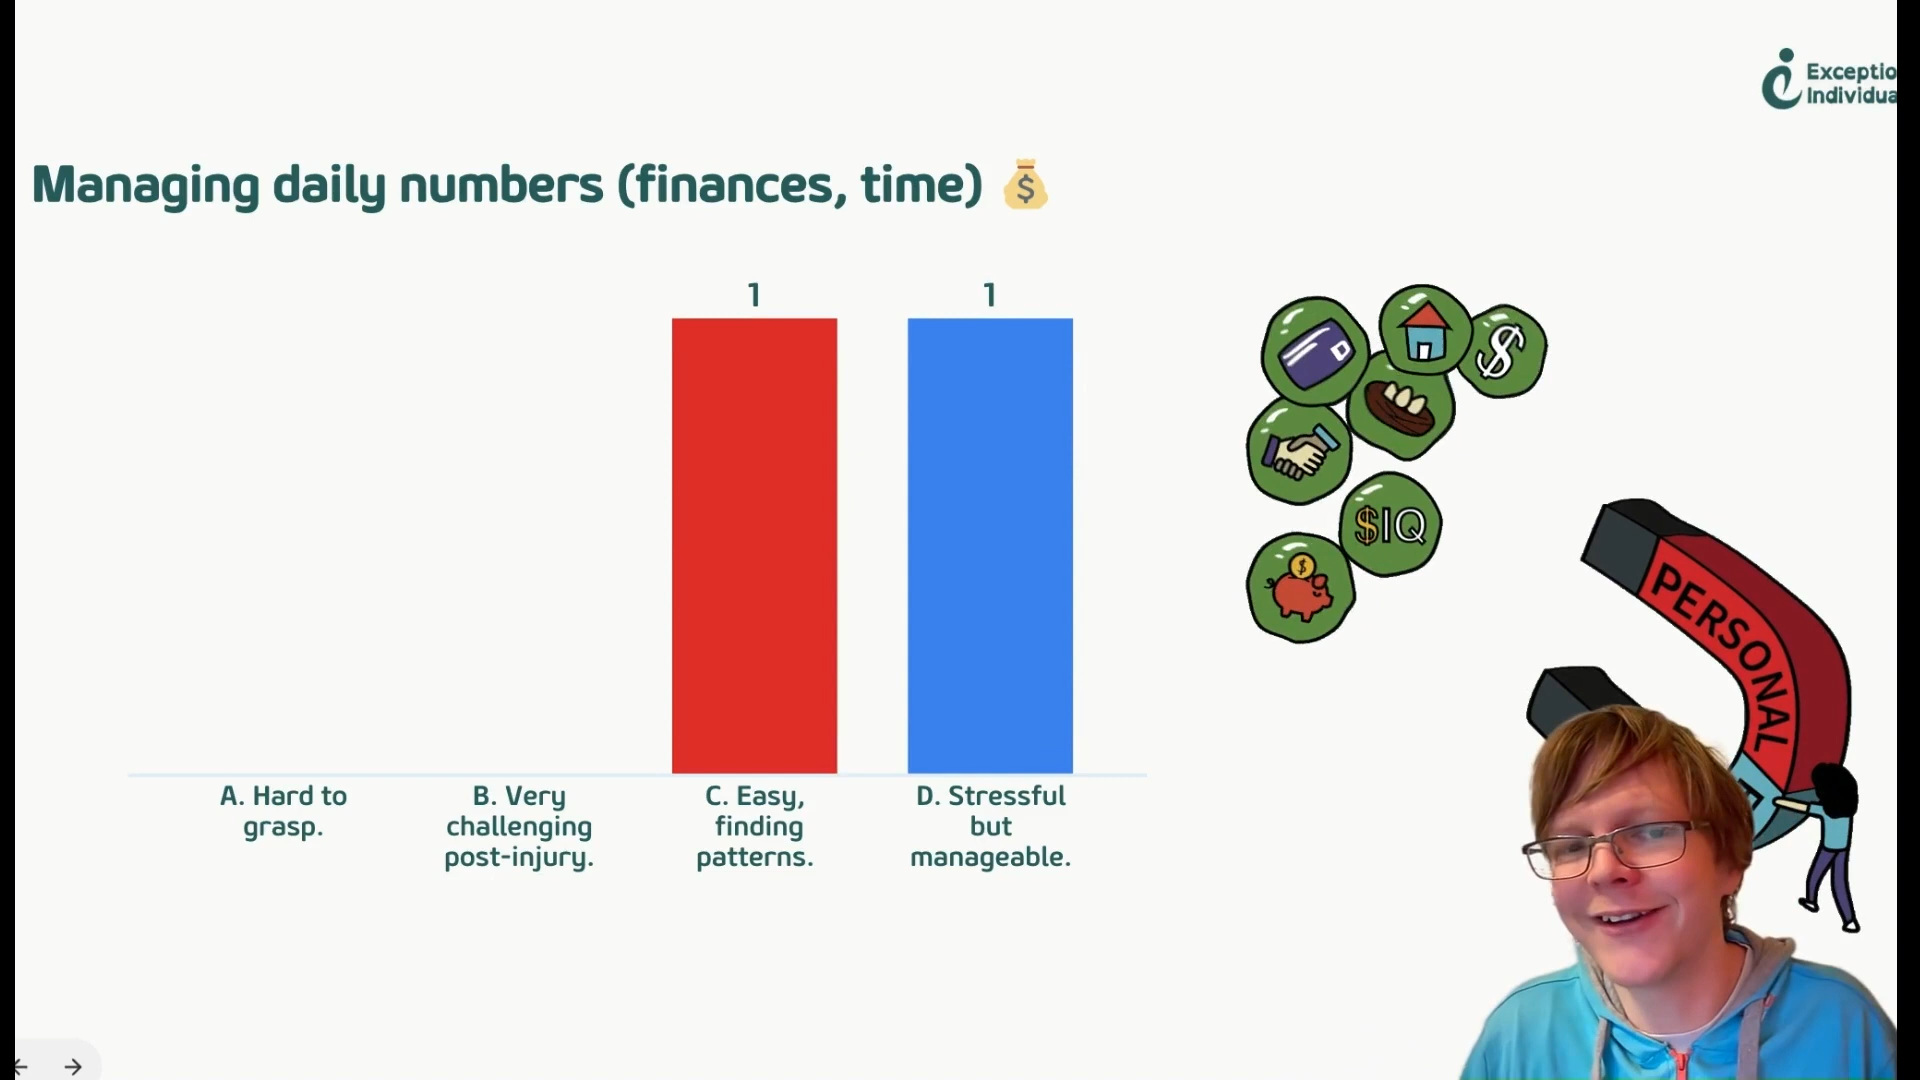 Exceptio
Individua
Managing daily numbers (finances, time)
1
1
$
$IQ
$
PERSONAL
A. Hard to
grasp.
B. Very
challenging
post-injury.
C. Easy,
finding
patterns.
D. Stressful
but
manageable.